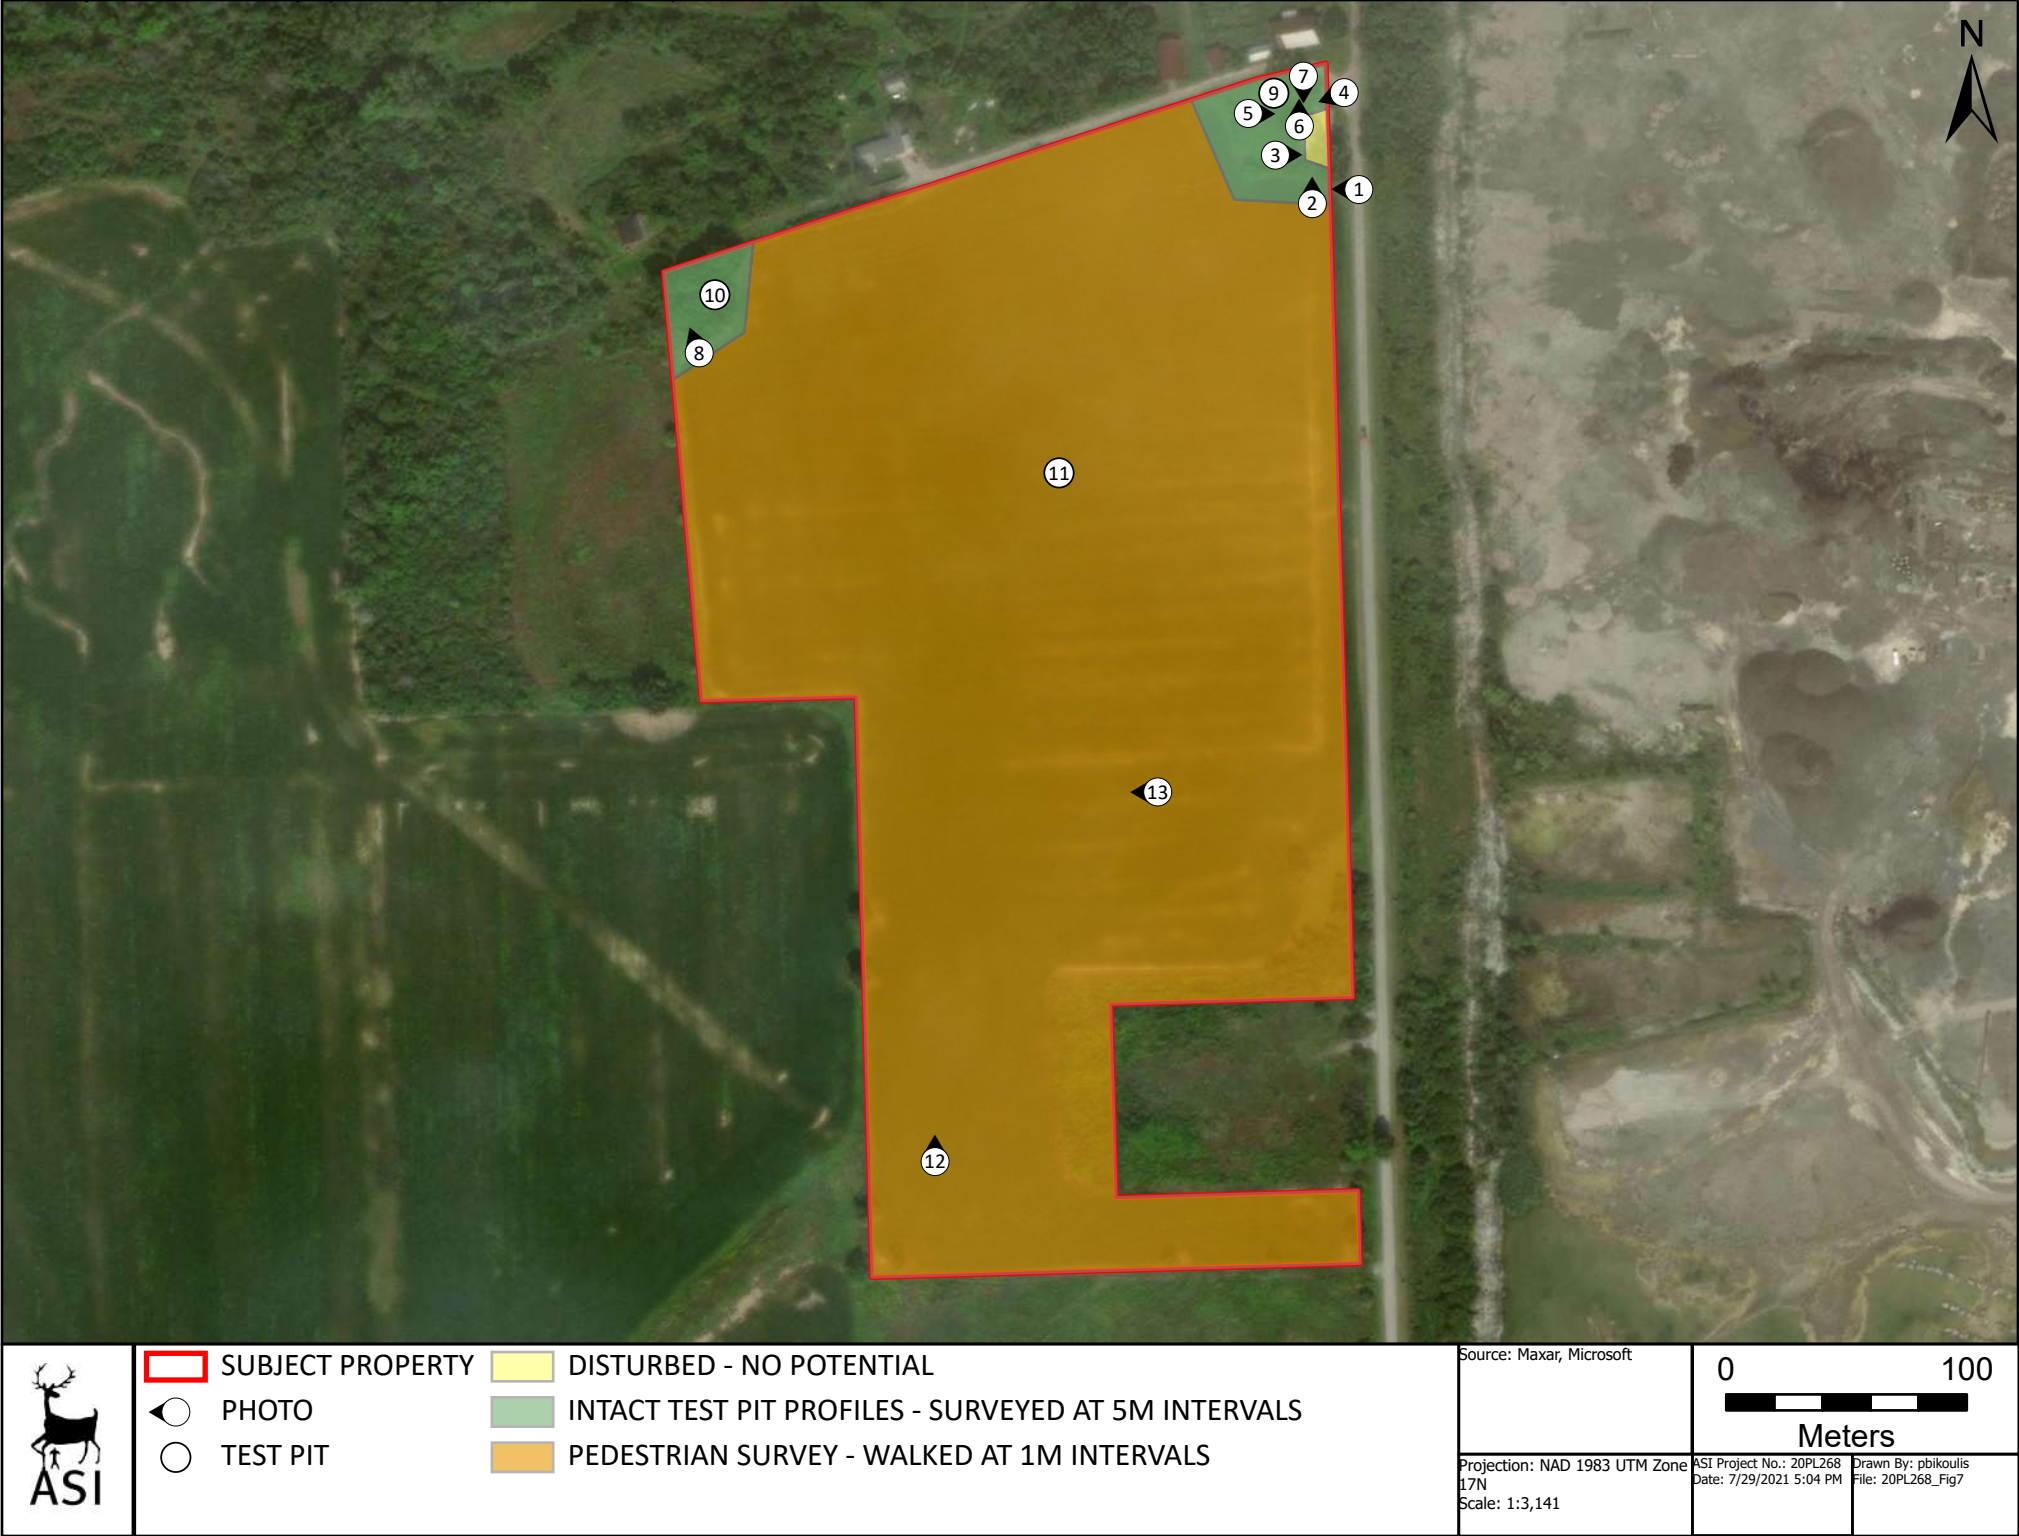 N
7
9
4
5
6
3
1
2
10
8
11
13
12
SUBJECT PROPERTY
PHOTO
TEST PIT
DISTURBED - NO POTENTIAL
INTACT TEST PIT PROFILES - SURVEYED AT 5M INTERVALS
PEDESTRIAN SURVEY - WALKED AT 1M INTERVALS
ASI
Source: Maxar, Microsoft
0 100
Meters
Projection: NAD 1983 UTM Zone
17N
Scale: 1:3,141
ASI Project No.: 20PL268
Date: 7/29/2021 5:04 PM
Drawn By: pbikoulis
File: 20PL268_Fig7